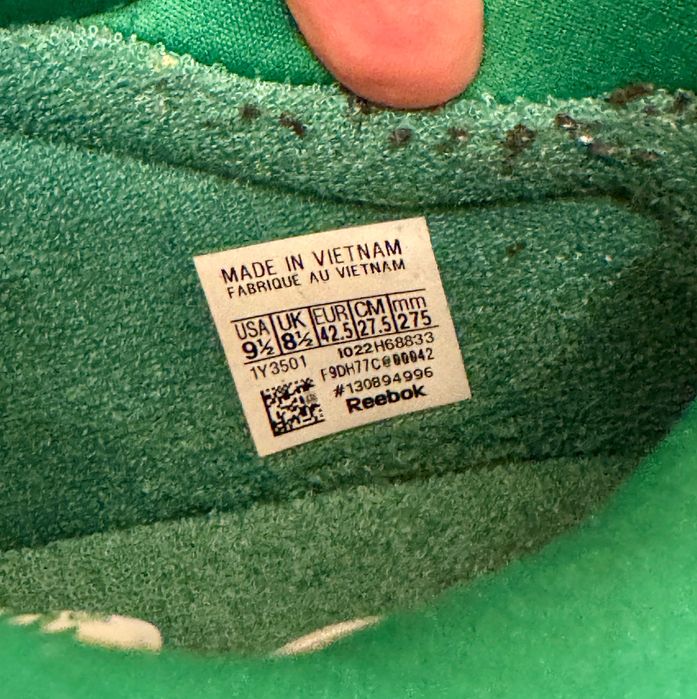 MADE IN VIETNAM
FABRIQUE AU VIETNAM
USA UK EUR CM mm
9½ 8½ 42.5 27.5 275
1Y3501 1022H68833
F9DH77C@00042
#130894996
Reebok